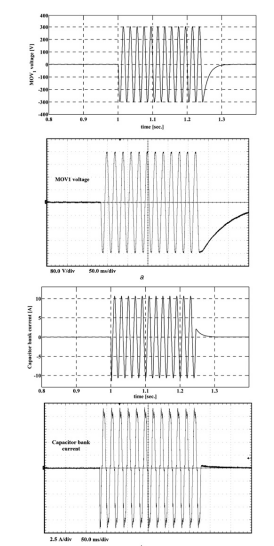 MOV₁ voltage [V]
400
300
200
100
0
-100
-200
-300
-400
0.8 0.9 1 1.1 1.2 1.3
time [sec.]
MOV1 voltage
80.0 V/div 50.0 ms/div
a
Capacitor bank current [A]
10
5
0
-5
-10
0.8 0.9 1 1.1 1.2 1.3
time [sec.]
Capacitor bank
current
2.5 A/div 50.0 ms/div